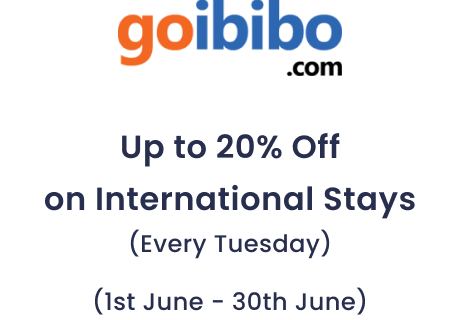 goibibo
.com
Up to 20% Off
on International Stays
(Every Tuesday)
(1st June - 30th June)